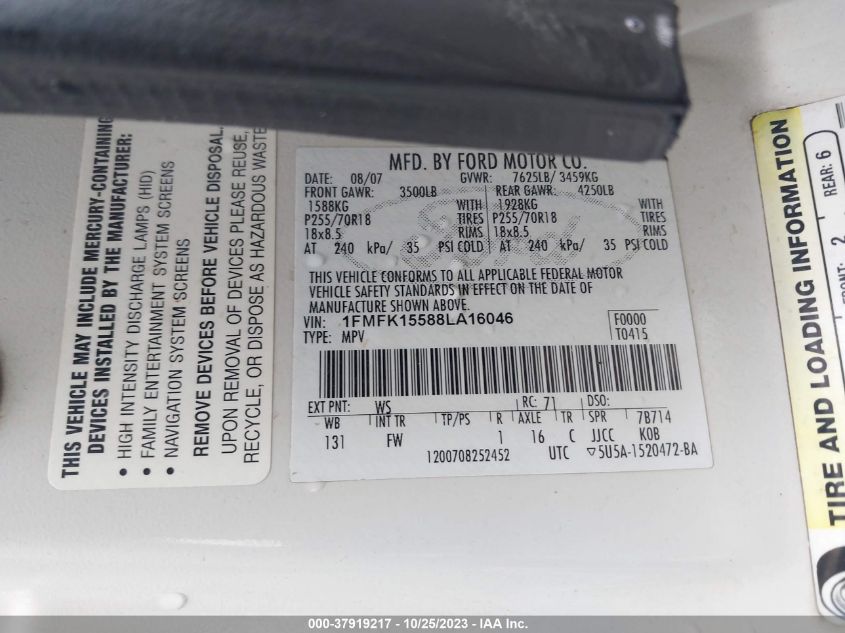 THIS VEHICLE MAY INCLUDE MERCURY-CONTAINING
DEVICES INSTALLED BY THE MANUFACTURER:
• HIGH INTENSITY DISCHARGE LAMPS (HID)
• FAMILY ENTERTAINMENT SYSTEM SCREENS
• NAVIGATION SYSTEM SCREENS
REMOVE DEVICES BEFORE VEHICLE DISPOSAL.
UPON REMOVAL OF DEVICES PLEASE REUSE,
RECYCLE, OR DISPOSE AS HAZARDOUS WASTE
MFD. BY FORD MOTOR CO.
DATE: 08/07 GVWR: 7625LB/ 3459KG
FRONT GAWR: 3500LB REAR GAWR: 4250LB
1588KG WITH 1928KG WITH
P255/70R18 TIRES P255/70R18 TIRES
18x8.5 RIMS 18x8.5 RIMS
AT 240 kPa/ 35 PSI COLD AT 240 kPa/ 35 PSI COLD
Ford
THIS VEHICLE CONFORMS TO ALL APPLICABLE FEDERAL MOTOR
VEHICLE SAFETY STANDARDS IN EFFECT ON THE DATE OF
MANUFACTURE SHOWN ABOVE.
VIN: 1FMFK15588LA16046 F0000
TYPE: MPV T0415
EXT PNT: WS RC: 71 DSO:
WB INT TR TP/PS R AXLE TR SPR 7B714
131 FW 1 16 C JJCC KOB
1200708252452 UTC ▽5U5A-1520472-BA
TIRE AND LOADING INFORMATION
FRONT: 2 REAR: 6
000-37919217 - 10/25/2023 - IAA Inc.